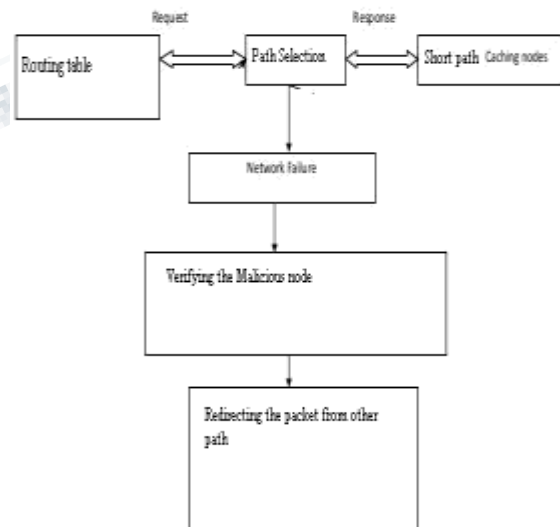 Request
Response
Routing table
Path Selection
Short path Caching nodes
Network Failure
Verifying the Malicious node
Redirecting the packet from other
path